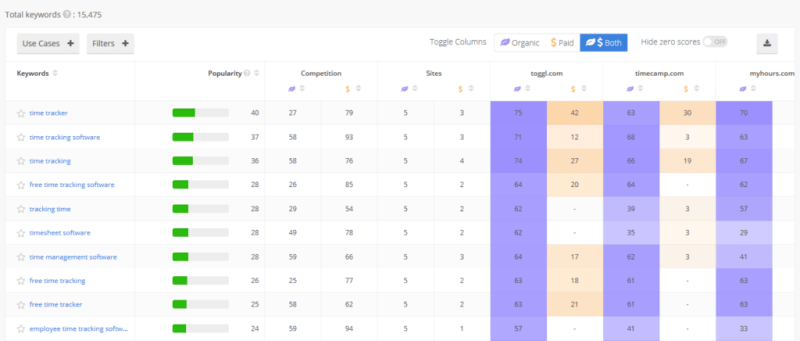 Total keywords ? : 15,475
Use Cases + Filters + Toggle Columns Organic $ Paid $ Both Hide zero scores OFF
Keywords Popularity ? Competition Sites toggl.com timecamp.com myhours.com
$ $ $ $
time tracker 40 27 79 5 3 75 42 63 30 70
time tracking software 37 58 93 5 3 71 12 68 3 63
time tracking 36 58 76 5 4 74 27 66 19 67
free time tracking software 28 26 85 5 2 64 20 64 - 62
tracking time 28 29 54 5 2 62 - 39 3 57
timesheet software 28 49 78 5 2 62 - 35 3 29
time management software 28 59 66 5 3 64 17 62 3 41
free time tracking 26 25 77 5 2 63 18 61 - 63
free time tracker 25 58 62 5 2 63 21 61 - 63
employee time tracking softw... 24 59 94 5 1 57 - 41 - 33